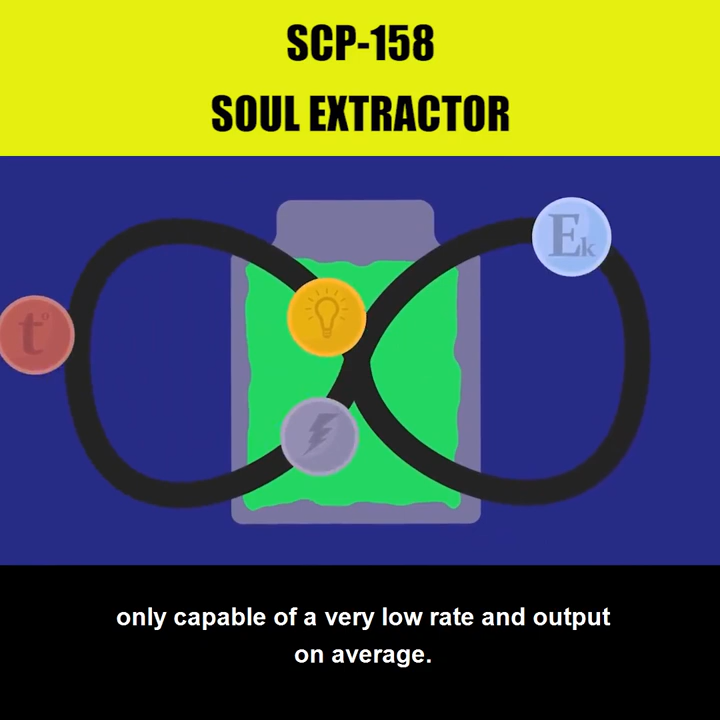 SCP-158
SOUL EXTRACTOR
Ek
t°
only capable of a very low rate and output
on average.